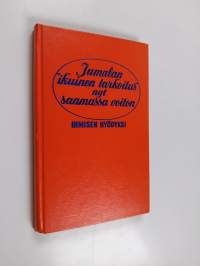 Jumalan
"ikuinen tarkoitus"
nyt
saamassa voiton
IHMISEN HYÖDYKSI